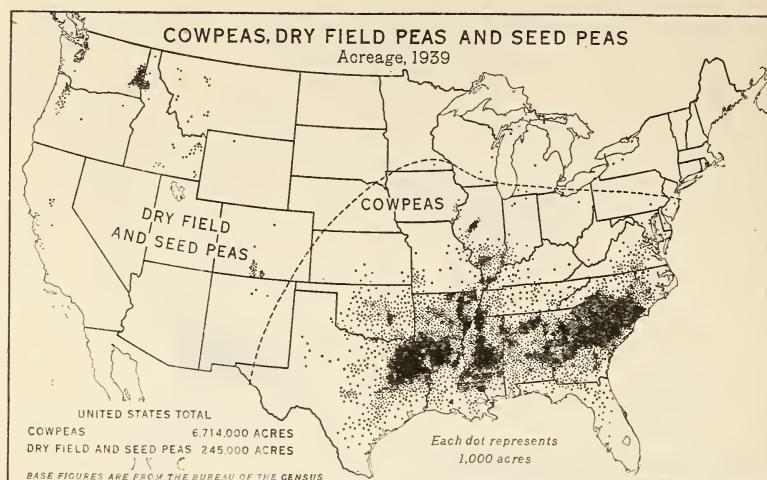 COWPEAS, DRY FIELD PEAS AND SEED PEAS
Acreage, 1939
COWPEAS
DRY FIELD
AND SEED PEAS
UNITED STATES TOTAL
COWPEAS 6,714,000 ACRES
DRY FIELD AND SEED PEAS 245,000 ACRES
BASE FIGURES ARE FROM THE BUREAU OF THE CENSUS
Each dot represents
1,000 acres